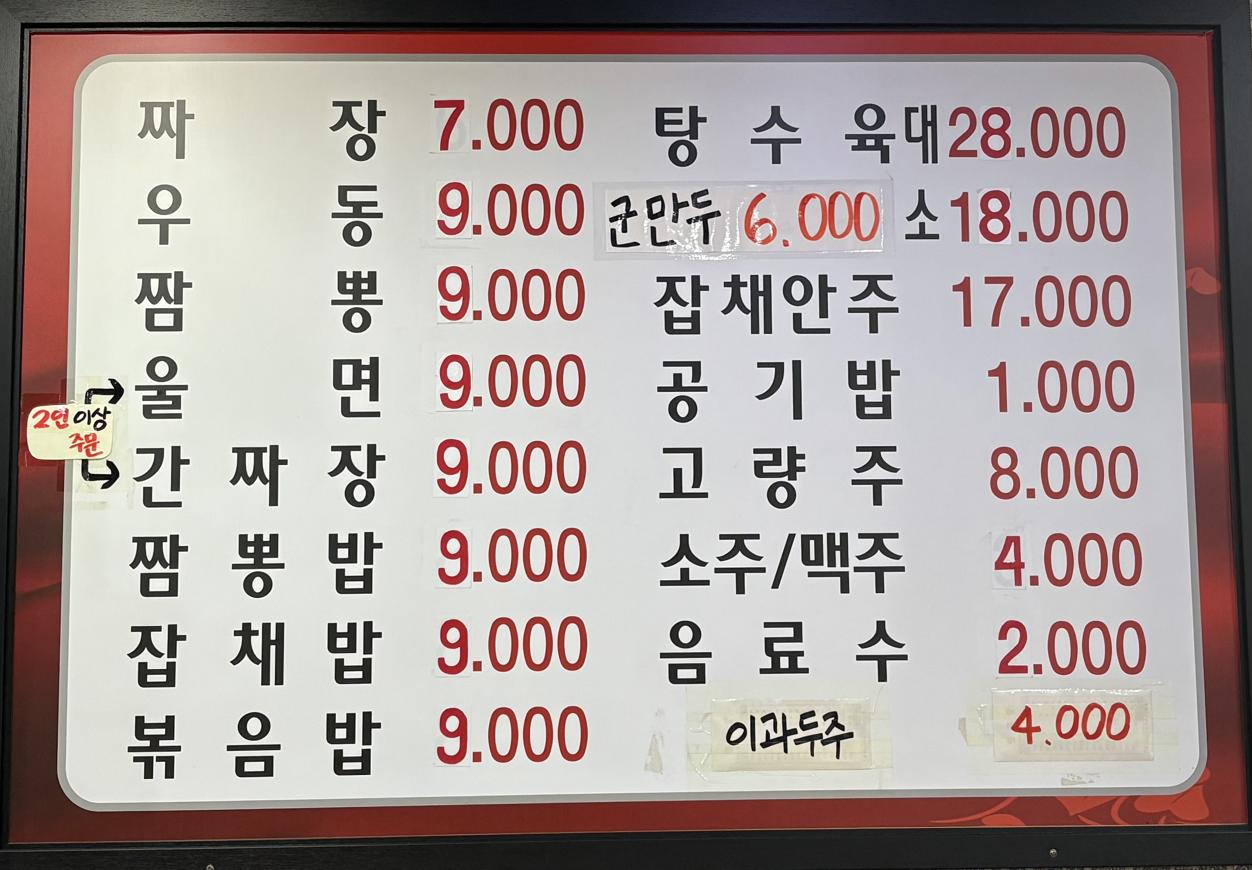 짜장 7.000
우동 9.000
짬뽕 9.000
울면 9.000
2인 이상
주문
간짜장 9.000
짬뽕밥 9.000
잡채밥 9.000
볶음밥 9.000
탕수육 대 28.000
군만두 6.000 소 18.000
잡채안주 17.000
공기밥 1.000
고량주 8.000
소주/맥주 4.000
음료수 2.000
이과두주 4.000